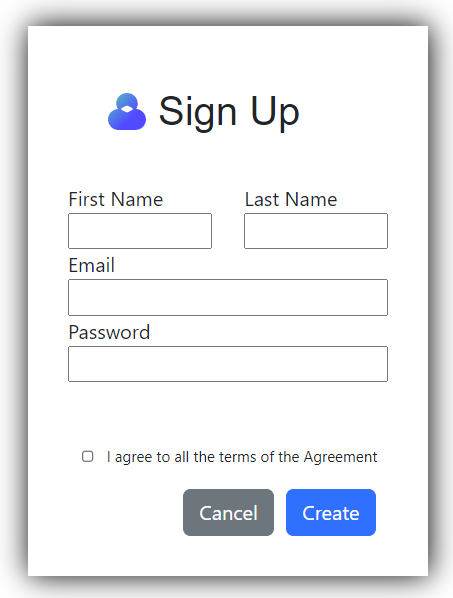 Sign Up
First Name Last Name
Email
Password
I agree to all the terms of the Agreement
Cancel Create